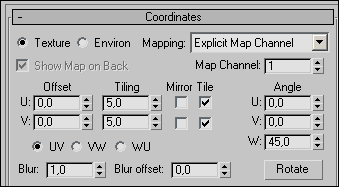 - Coordinates
Texture Environ Mapping: Explicit Map Channel
Show Map on Back Map Channel: 1
Offset Tiling Mirror Tile Angle
U: 0,0 5,0 U: 0,0
V: 0,0 5,0 V: 0,0
UV VW WU W: 45,0
Blur: 1,0 Blur offset: 0,0 Rotate